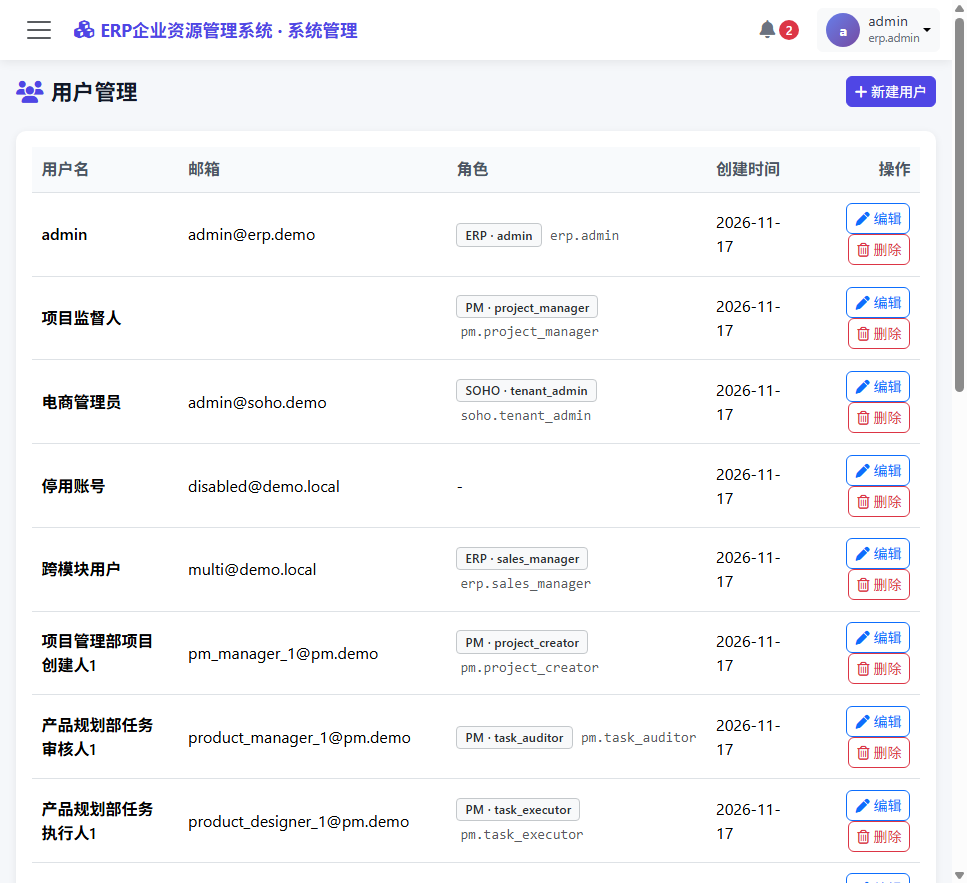 ERP企业资源管理系统 · 系统管理
2
a
admin
erp.admin
用户管理
+ 新建用户
用户名 邮箱 角色 创建时间 操作
admin admin@erp.demo ERP · admin erp.admin 2026-11-17 编辑 删除
项目监督人 PM · project_manager pm.project_manager 2026-11-17 编辑 删除
电商管理员 admin@soho.demo SOHO · tenant_admin soho.tenant_admin 2026-11-17 编辑 删除
停用账号 disabled@demo.local - 2026-11-17 编辑 删除
跨模块用户 multi@demo.local ERP · sales_manager erp.sales_manager 2026-11-17 编辑 删除
项目管理部项目创建人1 pm_manager_1@pm.demo PM · project_creator pm.project_creator 2026-11-17 编辑 删除
产品规划部任务审核人1 product_manager_1@pm.demo PM · task_auditor pm.task_auditor 2026-11-17 编辑 删除
产品规划部任务执行人1 product_designer_1@pm.demo PM · task_executor pm.task_executor 2026-11-17 编辑 删除